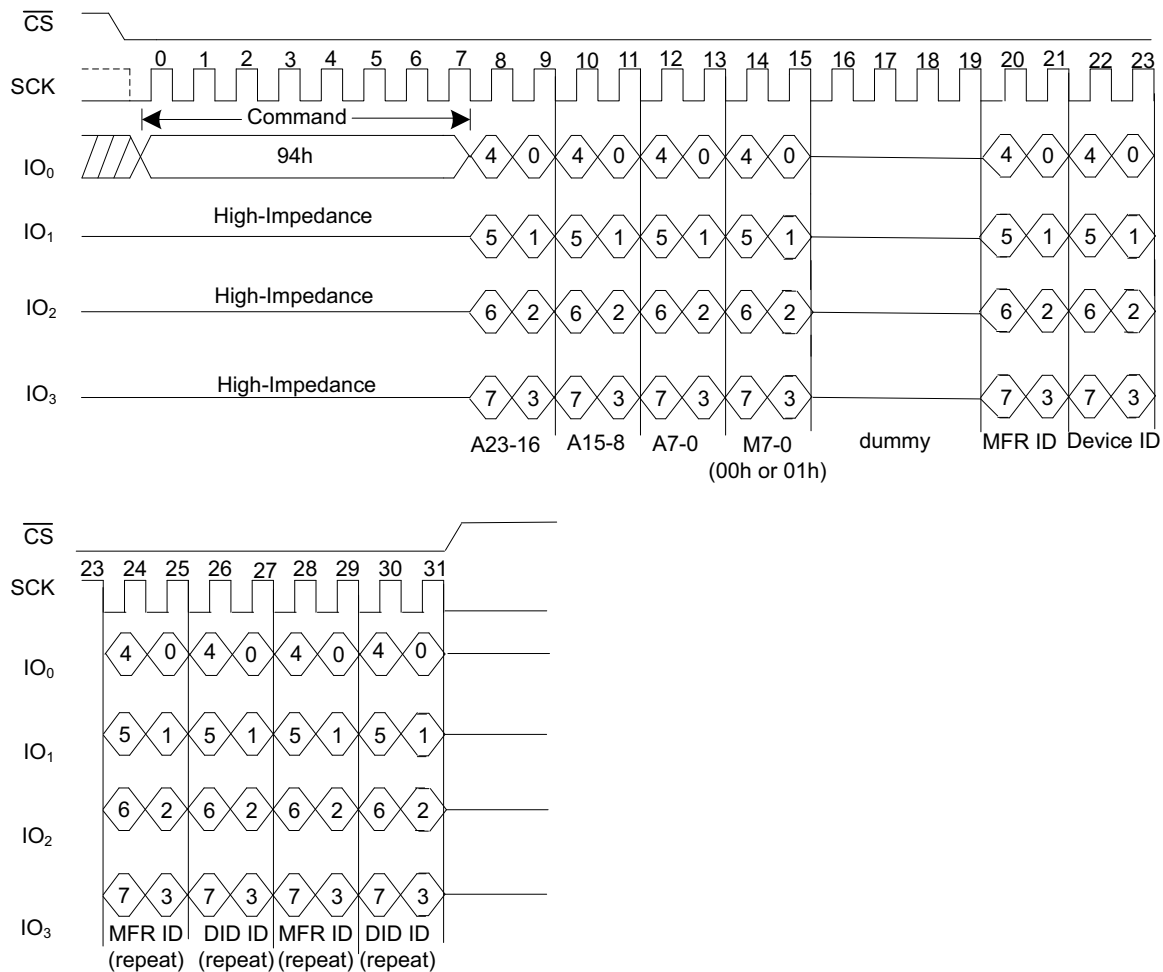 CS
0 1 2 3 4 5 6 7 8 9 10 11 12 13 14 15 16 17 18 19 20 21 22 23
SCK
Command
IO0 94h 4 0 4 0 4 0 4 0 4 0 4 0
High-Impedance
IO1 5 1 5 1 5 1 5 1 5 1 5 1
High-Impedance
IO2 6 2 6 2 6 2 6 2 6 2 6 2
High-Impedance
IO3 7 3 7 3 7 3 7 3 7 3 7 3
A23-16 A15-8 A7-0 M7-0 dummy MFR ID Device ID
(00h or 01h)
CS
23 24 25 26 27 28 29 30 31
SCK
IO0 4 0 4 0 4 0 4 0
IO1 5 1 5 1 5 1 5 1
IO2 6 2 6 2 6 2 6 2
IO3 7 3 7 3 7 3 7 3
MFR ID DID ID MFR ID DID ID
(repeat) (repeat) (repeat) (repeat)